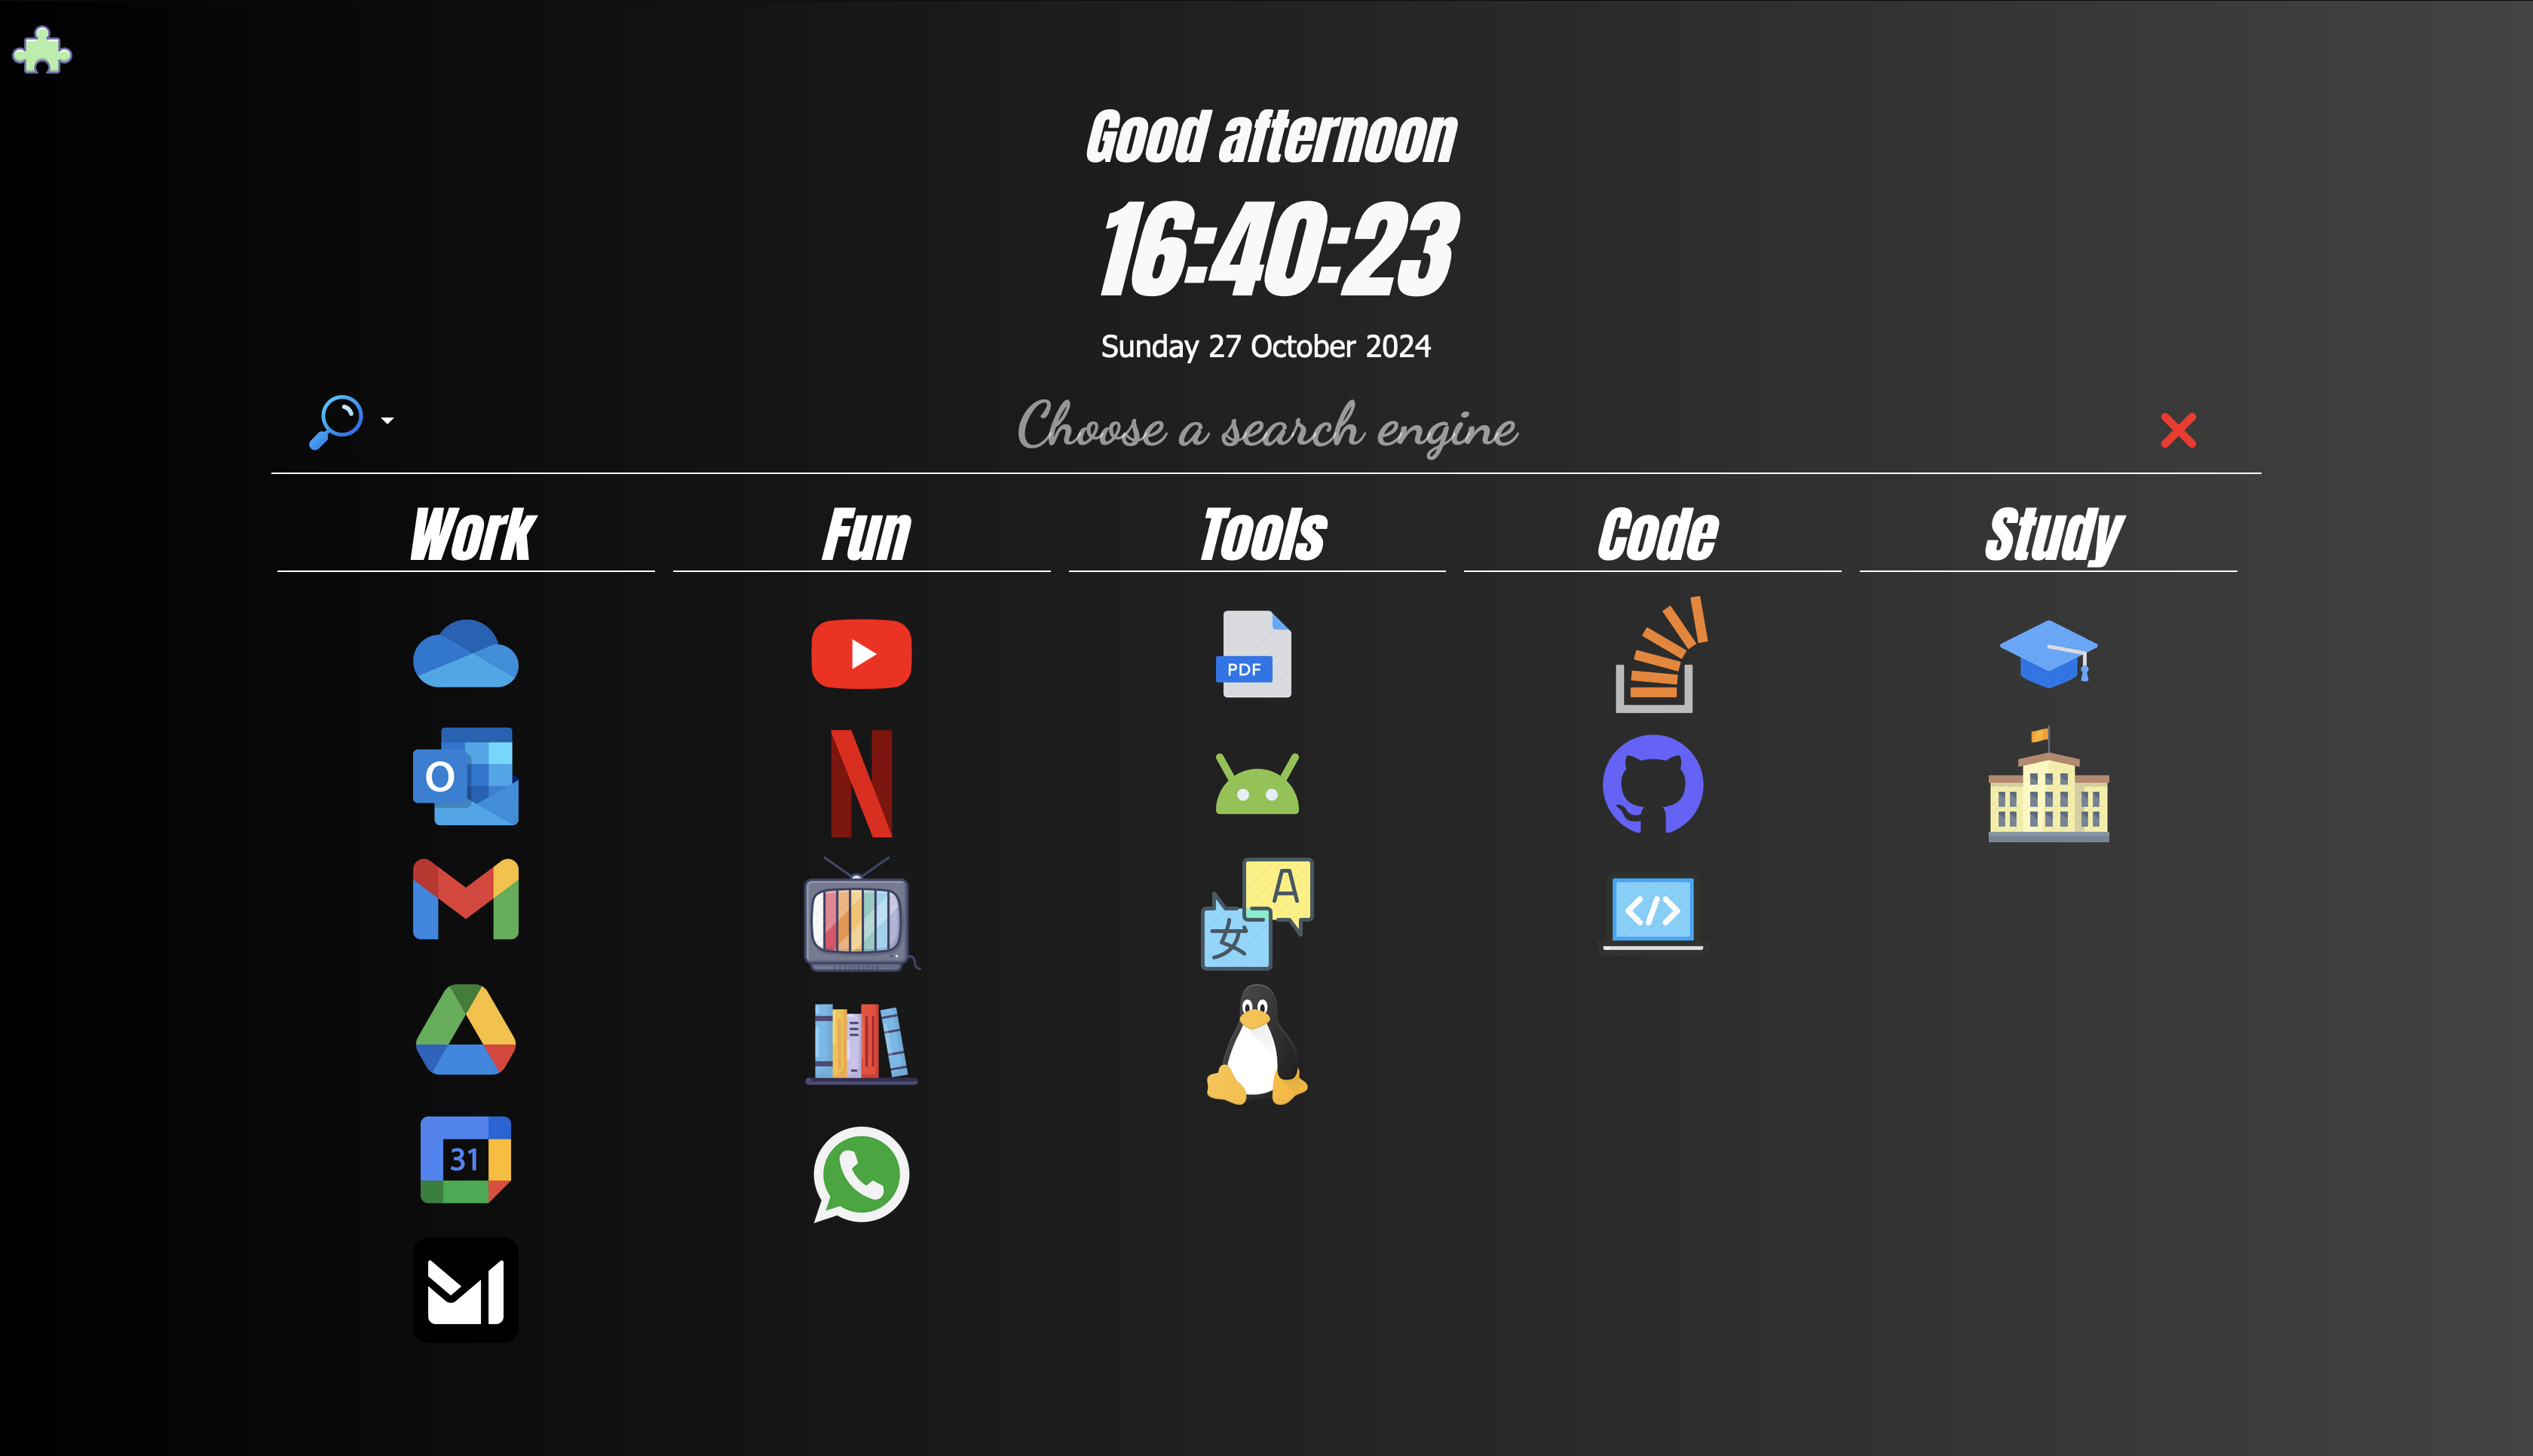 Good afternoon
16:40:23
Sunday 27 October 2024
Choose a search engine
Work Fun Tools Code Study
PDF
O
A
女
</>
31